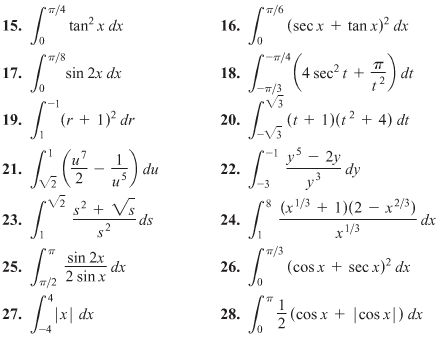 15. ∫₀^{π/4} tan² x dx
16. ∫₀^{π/6} (sec x + tan x)² dx
17. ∫₀^{π/8} sin 2x dx
18. ∫_{−π/3}^{−π/4} (4 sec² t + π/t²) dt
19. ∫₁^{−1} (r + 1)² dr
20. ∫_{−√3}^{√3} (t + 1)(t² + 4) dt
21. ∫_{√2}^{1} (u⁷/2 − 1/u⁵) du
22. ∫_{−3}^{−1} (y⁵ − 2y)/y³ dy
23. ∫₁^{√2} (s² + √s)/s² ds
24. ∫₁^{8} (x^{1/3} + 1)(2 − x^{2/3})/x^{1/3} dx
25. ∫_{π/2}^{π} sin 2x/(2 sin x) dx
26. ∫₀^{π/3} (cos x + sec x)² dx
27. ∫_{−4}^{4} |x| dx
28. ∫₀^{π} 1/2 (cos x + |cos x|) dx